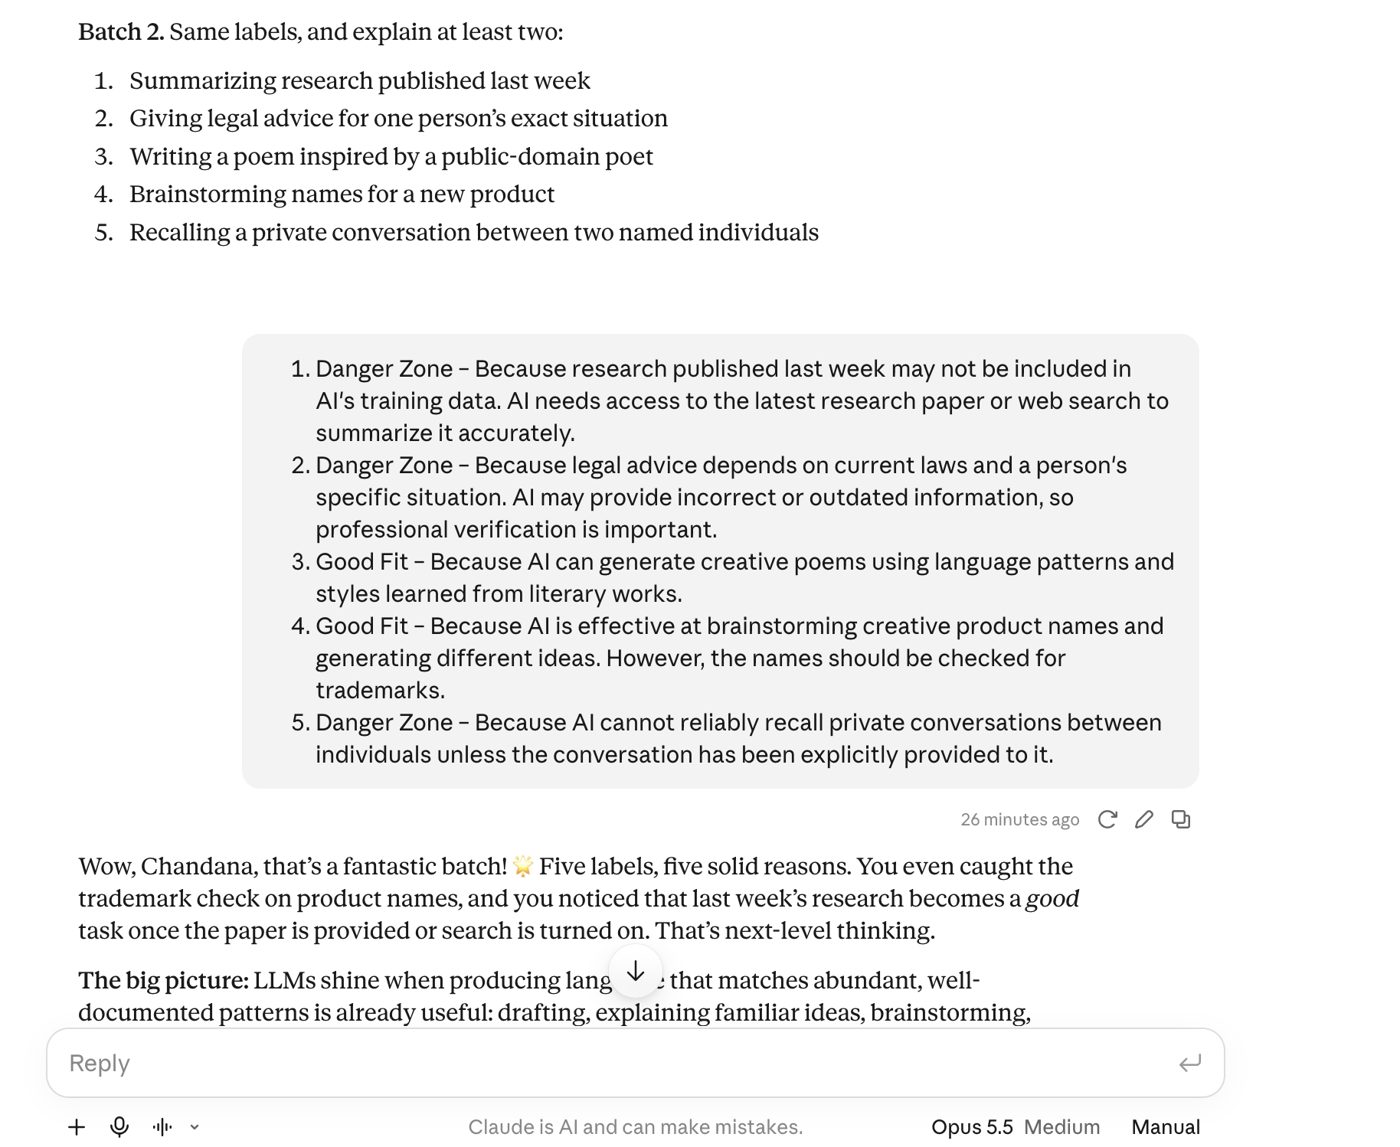 Batch 2. Same labels, and explain at least two:
1. Summarizing research published last week
2. Giving legal advice for one person’s exact situation
3. Writing a poem inspired by a public-domain poet
4. Brainstorming names for a new product
5. Recalling a private conversation between two named individuals
1. Danger Zone – Because research published last week may not be included in
AI's training data. AI needs access to the latest research paper or web search to
summarize it accurately.
2. Danger Zone – Because legal advice depends on current laws and a person's
specific situation. AI may provide incorrect or outdated information, so
professional verification is important.
3. Good Fit – Because AI can generate creative poems using language patterns and
styles learned from literary works.
4. Good Fit – Because AI is effective at brainstorming creative product names and
generating different ideas. However, the names should be checked for
trademarks.
5. Danger Zone – Because AI cannot reliably recall private conversations between
individuals unless the conversation has been explicitly provided to it.
26 minutes ago
Wow, Chandana, that’s a fantastic batch! 🌟 Five labels, five solid reasons. You even caught the
trademark check on product names, and you noticed that last week’s research becomes a good
task once the paper is provided or search is turned on. That’s next-level thinking.
The big picture: LLMs shine when producing that matches abundant, well-
documented patterns is already useful: drafting, explaining familiar ideas, brainstorming,
Reply
Claude is AI and can make mistakes.
Opus 5.5 Medium Manual